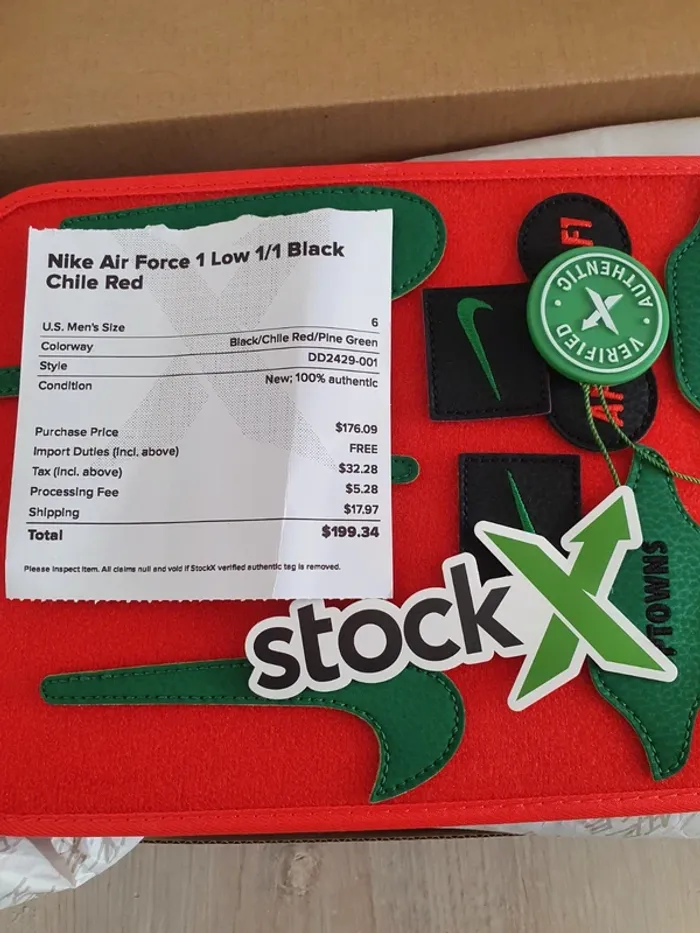 Nike Air Force 1 Low 1/1 Black
Chile Red
U.S. Men's Size 6
Colorway Black/Chile Red/Pine Green
Style DD2429-001
Condition New; 100% authentic
Purchase Price $176.09
Import Duties (incl. above) FREE
Tax (incl. above) $32.28
Processing Fee $5.28
Shipping $17.97
Total $199.34
Please inspect item. All claims null and void if StockX verified authentic tag is removed.
AUTHENTIC
VERIFIED
stockX